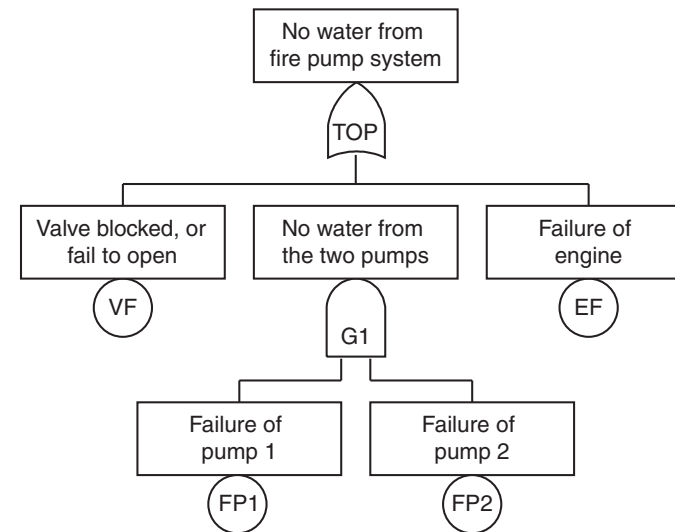 No water from
fire pump system
TOP
Valve blocked, or
fail to open
No water from
the two pumps
Failure of
engine
VF
EF
G1
Failure of
pump 1
Failure of
pump 2
FP1
FP2